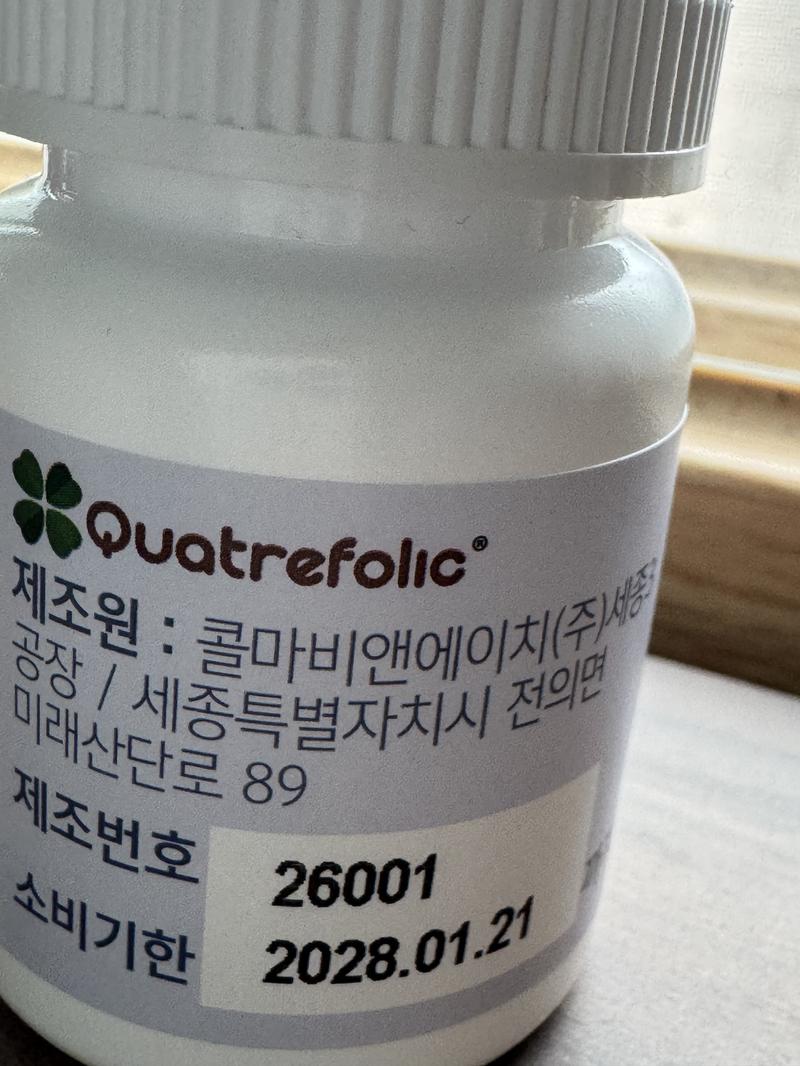 Quatrefolic®
제조원 : 콜마비앤에이치(주)세종3
공장 / 세종특별자치시 전의면
미래산단로 89
제조번호 26001
소비기한 2028.01.21